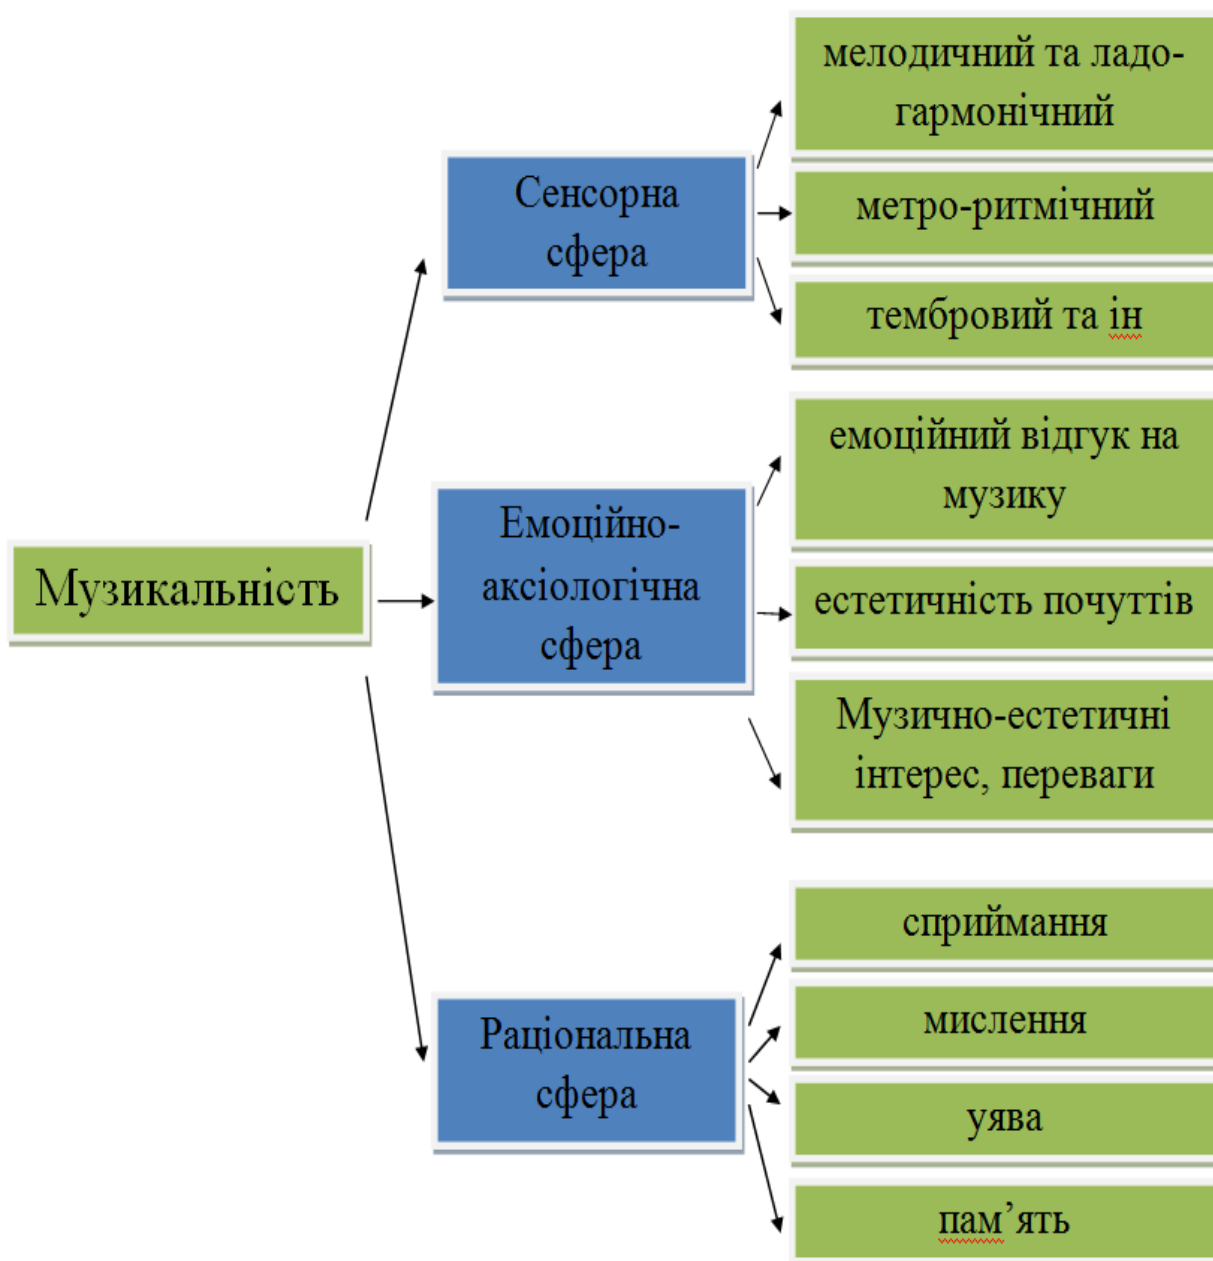 Музикальність
Сенсорна
сфера
мелодичний та ладо-
гармонічний
метро-ритмічний
тембровий та ін
Емоційно-
аксіологічна
сфера
емоційний відгук на
музику
естетичність почуттів
Музично-естетичні
інтерес, переваги
Раціональна
сфера
сприймання
мислення
уява
пам’ять